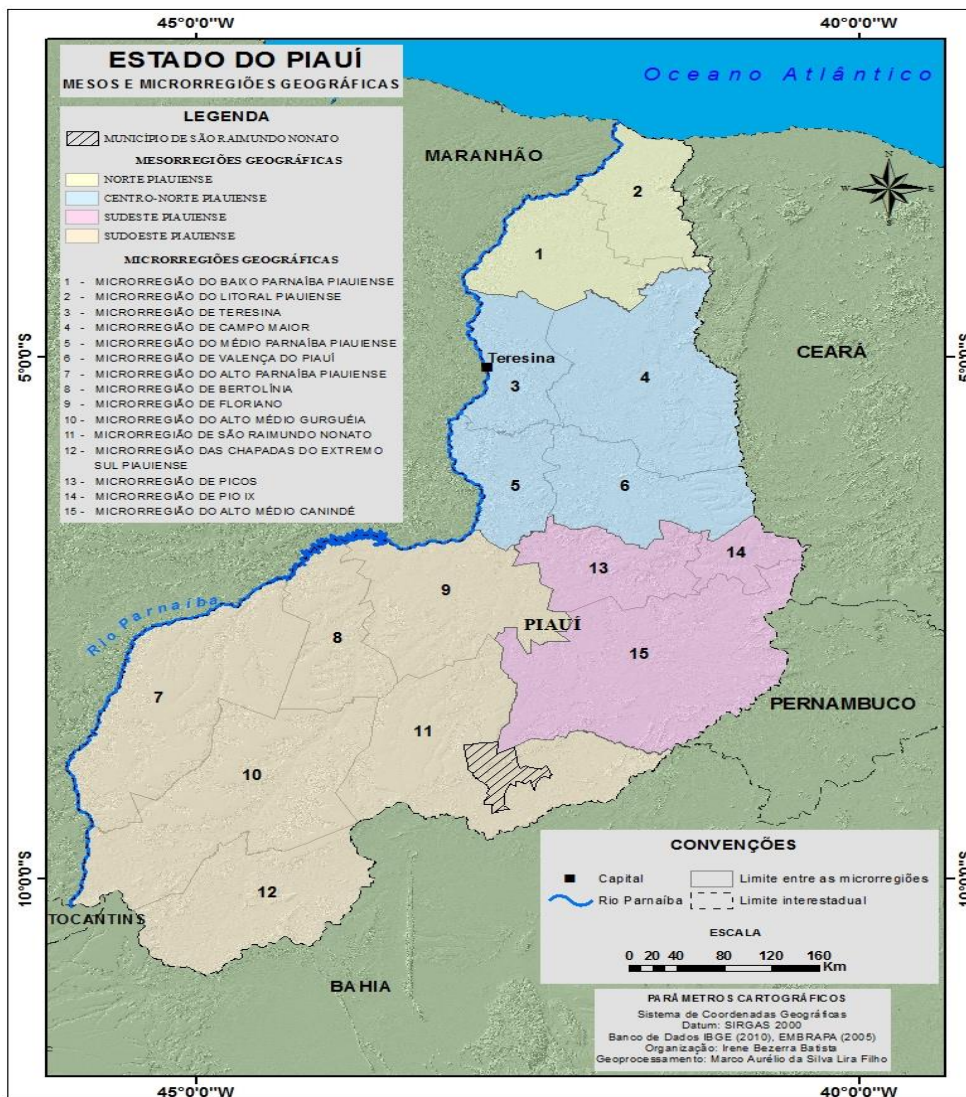 45°0'0"W
40°0'0"W
ESTADO DO PIAUÍ
MESOS E MICRORREGIÕES GEOGRÁFICAS
LEGENDA
MUNICÍPIO DE SÃO RAIMUNDO NONATO
MESORREGIÕES GEOGRÁFICAS
NORTE PIAUIENSE
CENTRO-NORTE PIAUIENSE
SUDESTE PIAUIENSE
SUDOESTE PIAUIENSE
MICRORREGIÕES GEOGRÁFICAS
1 - MICRORREGIÃO DO BAIXO PARNAÍBA PIAUIENSE
2 - MICRORREGIÃO DO LITORAL PIAUIENSE
3 - MICRORREGIÃO DE TERESINA
4 - MICRORREGIÃO DE CAMPO MAIOR
5 - MICRORREGIÃO DO MÉDIO PARNAÍBA PIAUIENSE
6 - MICRORREGIÃO DE VALENÇA DO PIAUÍ
7 - MICRORREGIÃO DO ALTO PARNAÍBA PIAUIENSE
8 - MICRORREGIÃO DE BERTOLÍNIA
9 - MICRORREGIÃO DE FLORIANO
10 - MICRORREGIÃO DO ALTO MÉDIO GURGUÉIA
11 - MICRORREGIÃO DE SÃO RAIMUNDO NONATO
12 - MICRORREGIÃO DAS CHAPADAS DO EXTREMO
SUL PIAUIENSE
13 - MICRORREGIÃO DE PICOS
14 - MICRORREGIÃO DE PIO IX
15 - MICRORREGIÃO DO ALTO MÉDIO CANINDÉ
Oceano Atlântico
MARANHÃO
N
W E
S
2
1
5°00'0"S
5°00'0"S
Teresina
CEARÁ
3
4
5
6
14
13
9
Rio Parnaíba
PIAUÍ
8
15
7
PERNAMBUCO
11
10
12
10°00'0"S
10°00'0"S
TOCANTINS
BAHIA
CONVENÇÕES
Capital
Limite entre as microrregiões
Rio Parnaíba
Limite interestadual
ESCALA
0 20 40 80 120 160
Km
PARÂMETROS CARTOGRÁFICOS
Sistema de Coordenadas Geográficas
Datum: SIRGAS 2000
Banco de Dados IBGE (2010), EMBRAPA (2005)
Organização: Irene Bezerra Batista
Geoprocessamento: Marco Aurélio da Silva Lira Filho
45°0'0"W
40°0'0"W